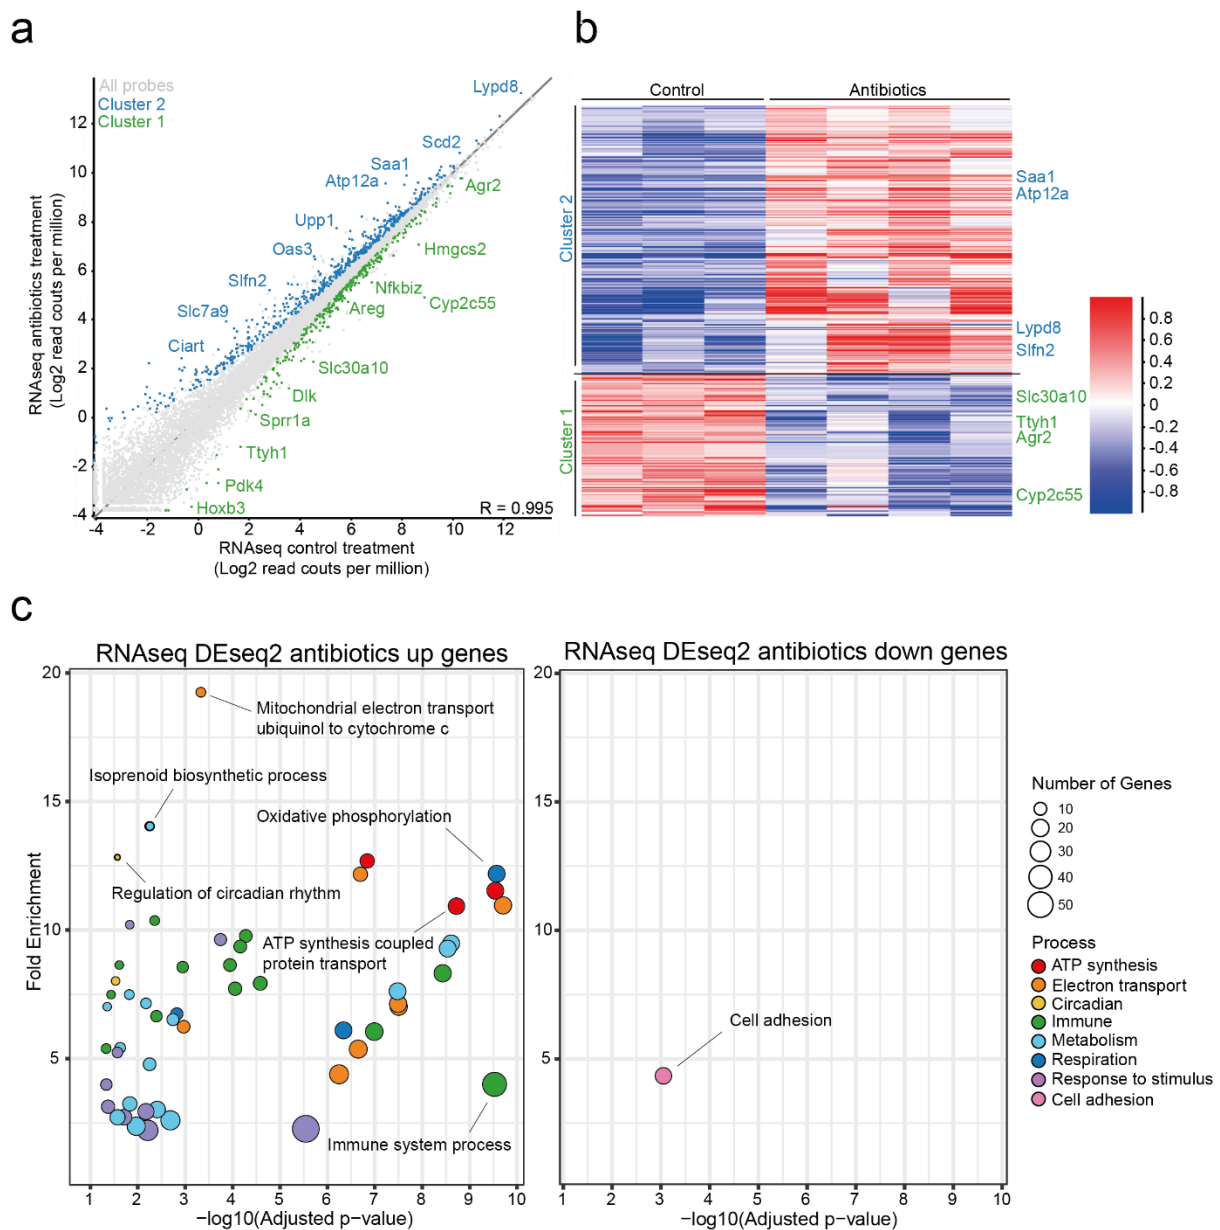 a
All probes
Cluster 2
Cluster 1
Lypd8
Scd2
Saa1
Atp12a
Agr2
Upp1
Oas3
Hmgcs2
Slfn2
Nfkbiz
Cyp2c55
Slc7a9
Areg
Ciart
Slc30a10
Dlk
Sprr1a
Ttyh1
Pdk4
Hoxb3
R = 0.995
12
10
8
6
4
2
0
-2
-4
-4 -2 0 2 4 6 8 10 12
RNAseq antibiotics treatment
(Log2 read couts per million)
RNAseq control treatment
(Log2 read couts per million)
b
Control Antibiotics
Cluster 2
Cluster 1
Saa1
Atp12a
Lypd8
Slfn2
Slc30a10
Ttyh1
Agr2
Cyp2c55
0.8
0.6
0.4
0.2
0
-0.2
-0.4
-0.6
-0.8
c
RNAseq DEseq2 antibiotics up genes
20
15
10
5
Fold Enrichment
Mitochondrial electron transport
ubiquinol to cytochrome c
Isoprenoid biosynthetic process
Oxidative phosphorylation
Regulation of circadian rhythm
ATP synthesis coupled
protein transport
Immune system process
1 2 3 4 5 6 7 8 9 10
−log10(Adjusted p-value)
RNAseq DEseq2 antibiotics down genes
20
15
10
5
Cell adhesion
1 2 3 4 5 6 7 8 9 10
−log10(Adjusted p-value)
Number of Genes
10
20
30
40
50
Process
ATP synthesis
Electron transport
Circadian
Immune
Metabolism
Respiration
Response to stimulus
Cell adhesion